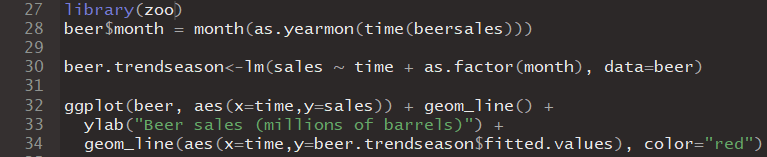 27 library(zoo)
28 beer$month = month(as.yearmon(time(beersales)))
29
30 beer.trendseason<-lm(sales ~ time + as.factor(month), data=beer)
31
32 ggplot(beer, aes(x=time,y=sales)) + geom_line() +
33   ylab("Beer sales (millions of barrels)") +
34   geom_line(aes(x=time,y=beer.trendseason$fitted.values), color="red")